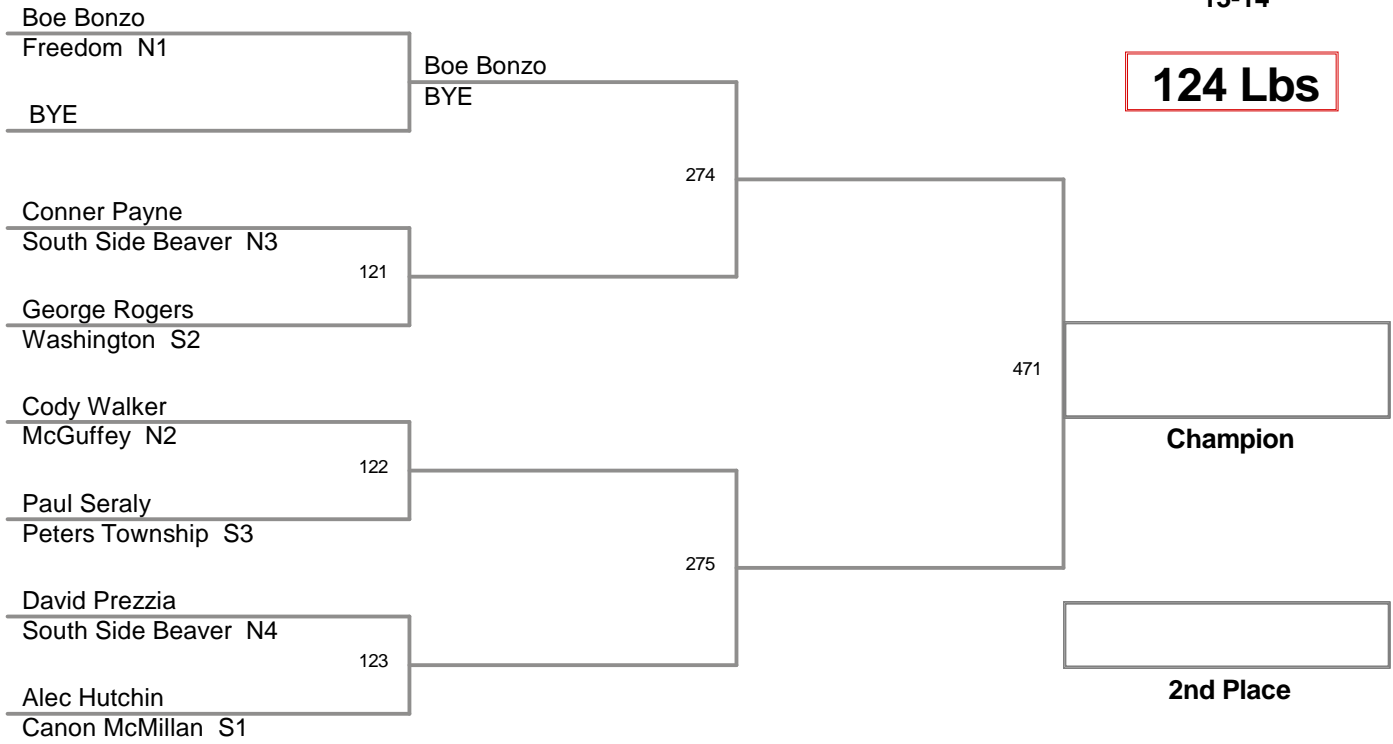 13-14
124 Lbs
Boe Bonzo
Freedom N1
BYE
Boe Bonzo
BYE
274
Conner Payne
South Side Beaver N3
121
George Rogers
Washington S2
471
Cody Walker
McGuffey N2
122
Paul Seraly
Peters Township S3
275
David Prezzia
South Side Beaver N4
123
Alec Hutchin
Canon McMillan S1
Champion
2nd Place